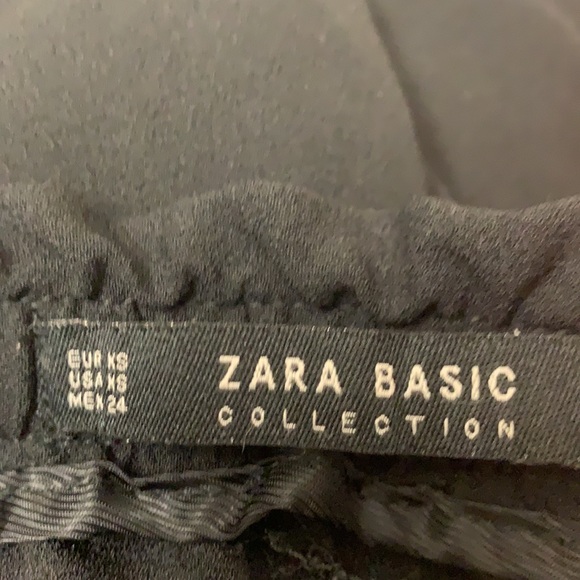 EUR XS
USA XS
MEX 24
ZARA BASIC
COLLECTION